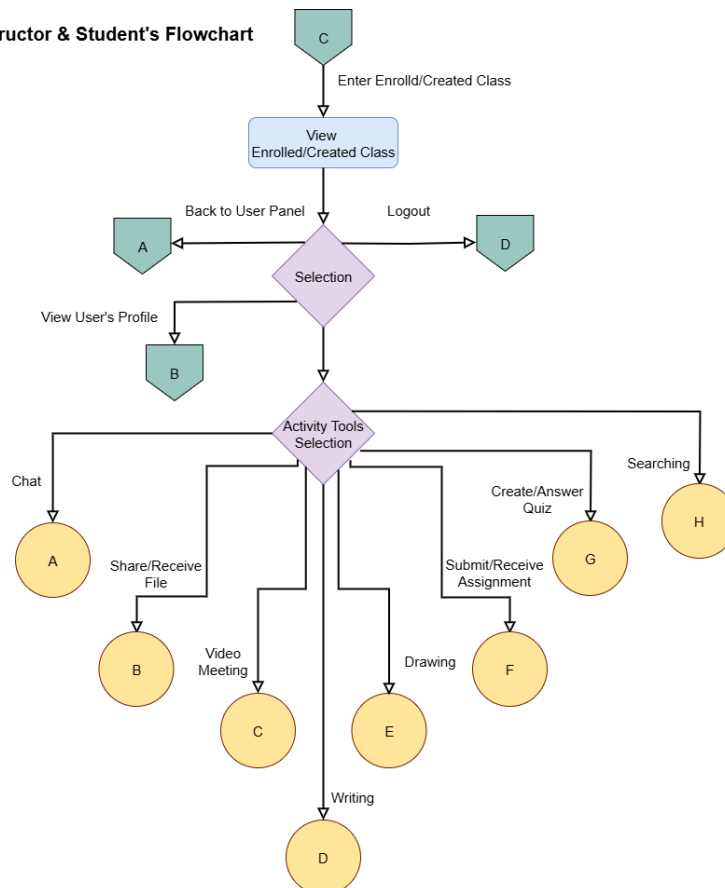 ructor & Student's Flowchart
C
Enter Enrolld/Created Class
View
Enrolled/Created Class
Back to User Panel
Logout
A
D
Selection
View User's Profile
B
Activity Tools
Selection
Chat
Searching
Create/Answer
Quiz
H
A
Share/Receive
File
Submit/Receive
Assignment
G
Video
Meeting
Drawing
B
F
C
E
Writing
D